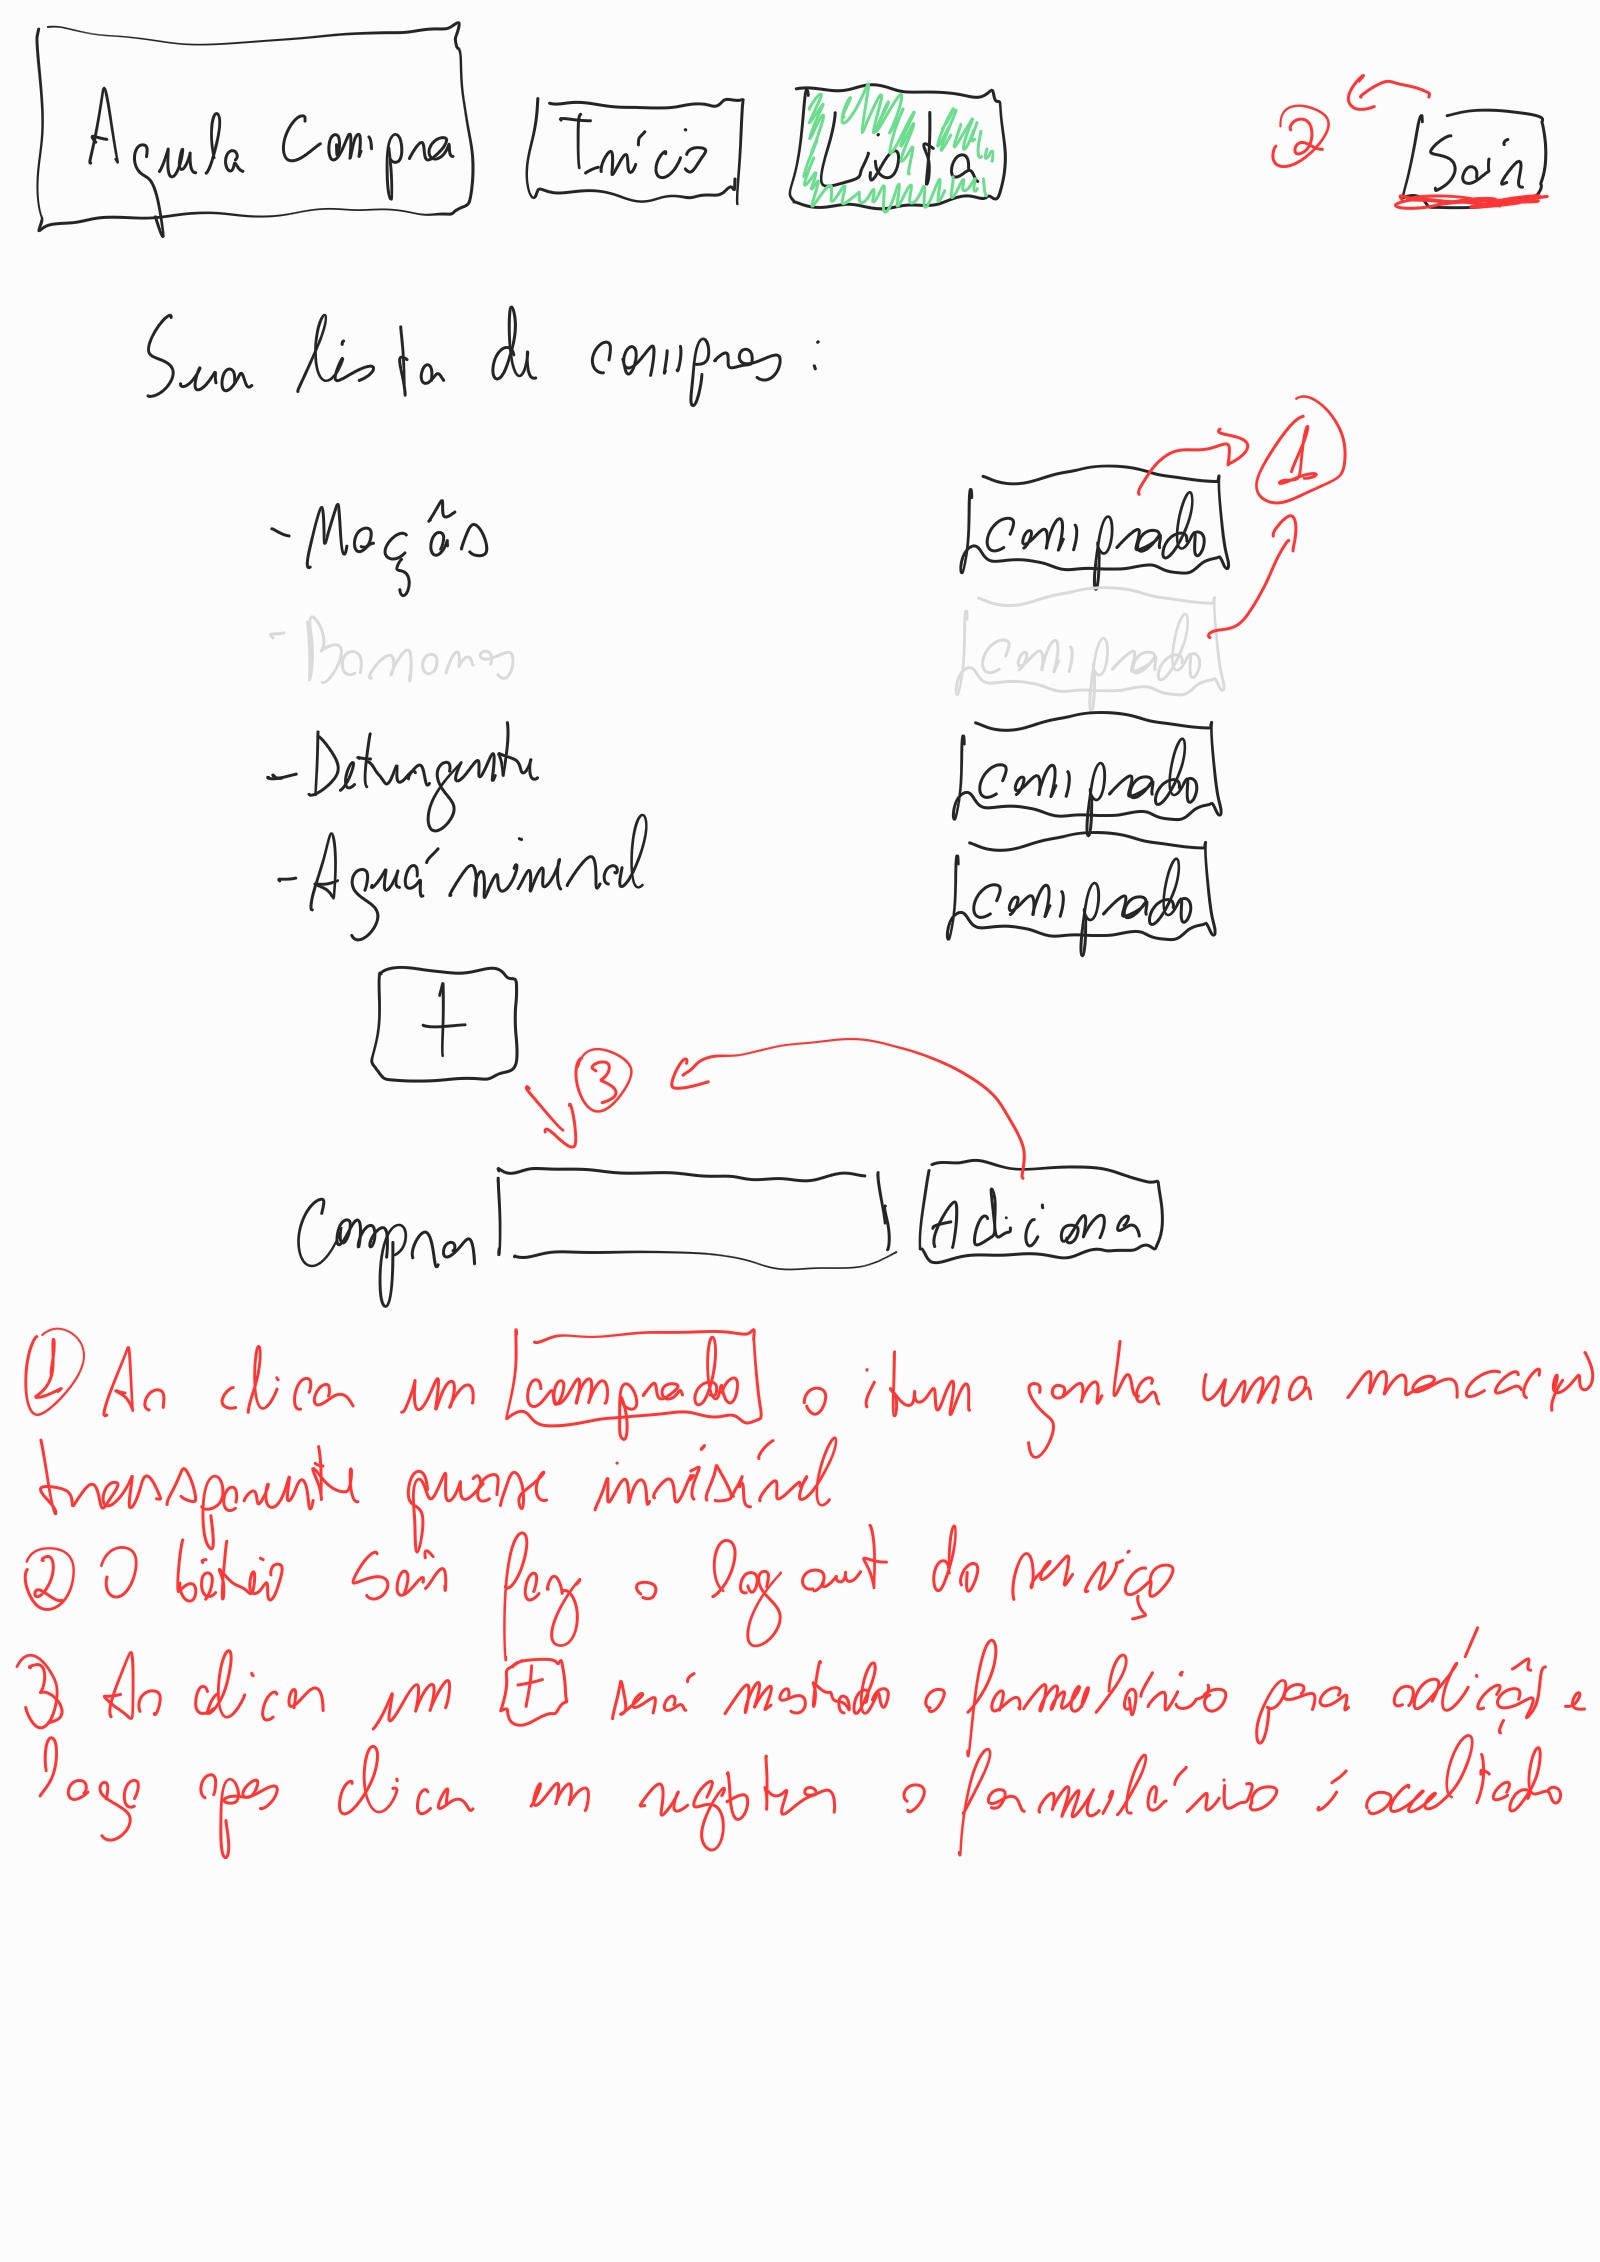 Aquela Compra Início Lista 2 Sair
Sua lista de compras:
1
- Maçãs comprado
- Bananas comprado
- Detergente comprado
- Aguá mineral comprado
+
3
Comprar Adicionar
1 Ao clicar em comprado o item ganha uma marcação
transparente quase invisível
2 O botão Sair faz o logout do serviço
3 Ao clicar em + será mostrado o formulário para adição e
logo após clicar em registrar o formulário é ocultado